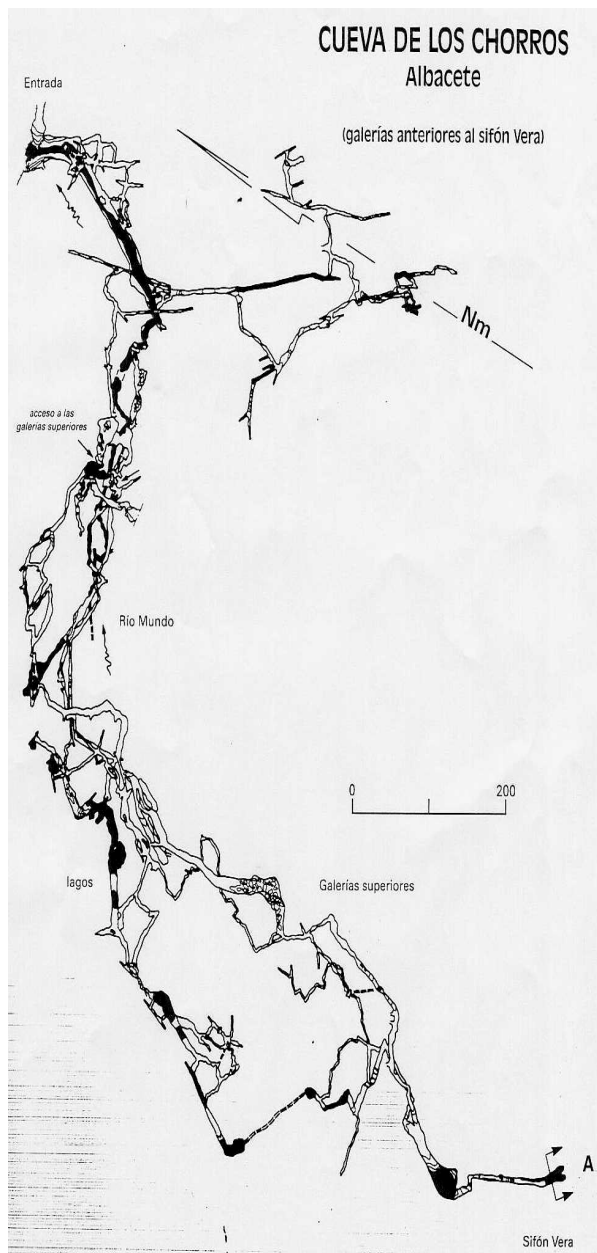 CUEVA DE LOS CHORROS
Albacete
(galerías anteriores al sifón Vera)
Entrada
Nm
acceso a las
galerías superiores
Río Mundo
0 200
lagos
Galerías superiores
A
Sifón Vera